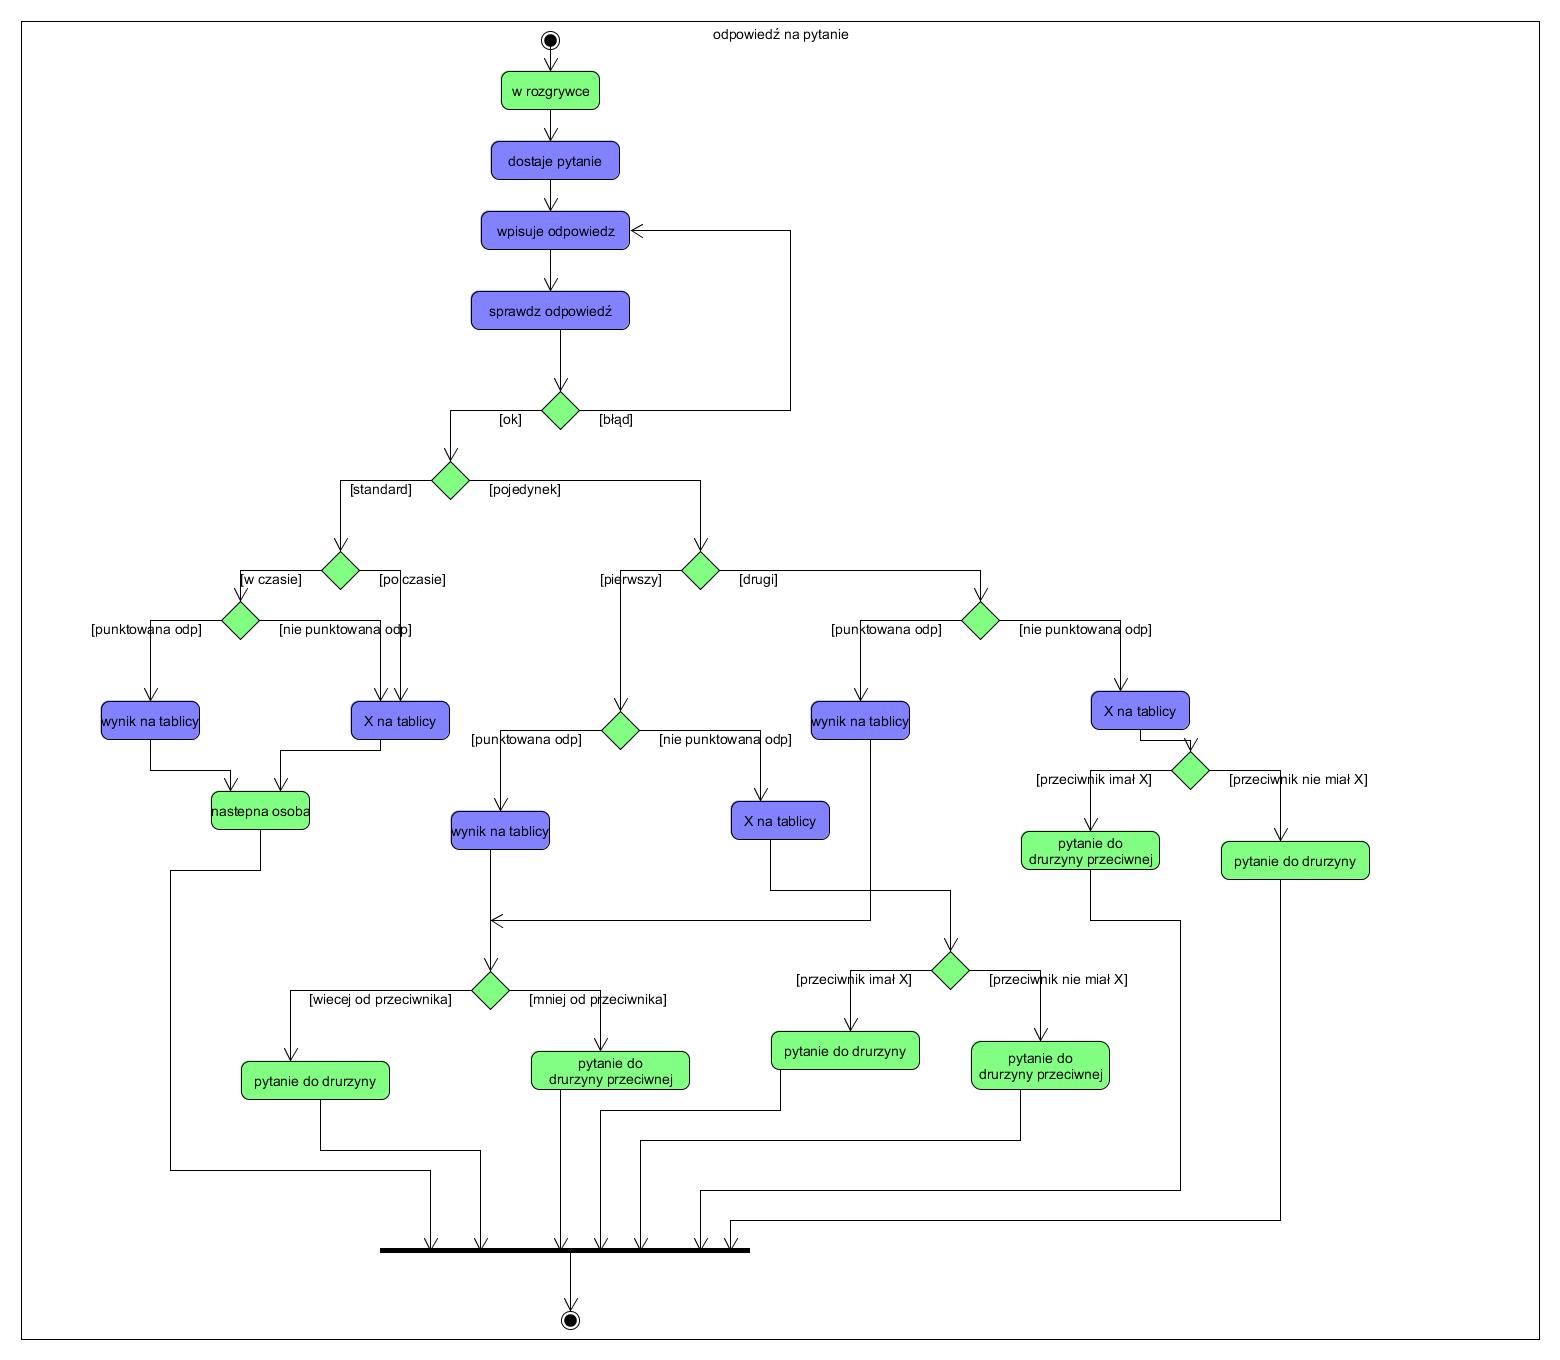 odpowiedź na pytanie
w rozgrywce
dostaje pytanie
wpisuje odpowiedz
sprawdz odpowiedź
[ok]
[błąd]
[standard]
[pojedynek]
[w czasie]
[po czasie]
[pierwszy]
[drugi]
[punktowana odp]
[nie punktowana odp]
[punktowana odp]
[nie punktowana odp]
wynik na tablicy
X na tablicy
wynik na tablicy
X na tablicy
[punktowana odp]
[nie punktowana odp]
[przeciwnik imał X]
[przeciwnik nie miał X]
nastepna osoba
wynik na tablicy
X na tablicy
pytanie do
drurzyny przeciwnej
pytanie do drurzyny
[wiecej od przeciwnika]
[mniej od przeciwnika]
[przeciwnik imał X]
[przeciwnik nie miał X]
pytanie do drurzyny
pytanie do
drurzyny przeciwnej
pytanie do drurzyny
pytanie do
drurzyny przeciwnej